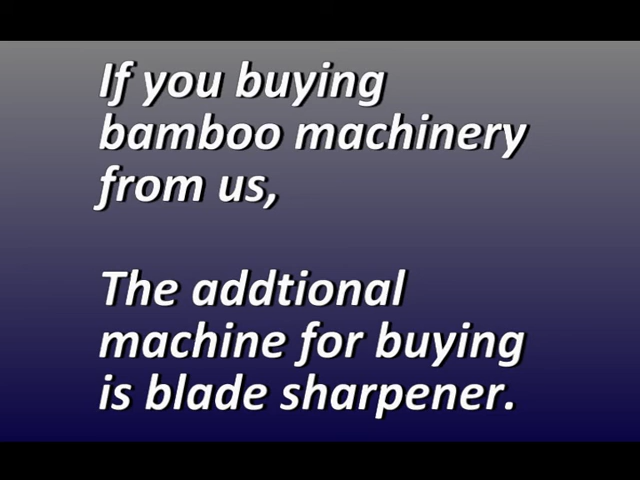 If you buying
bamboo machinery
from us,
The addtional
machine for buying
is blade sharpener.